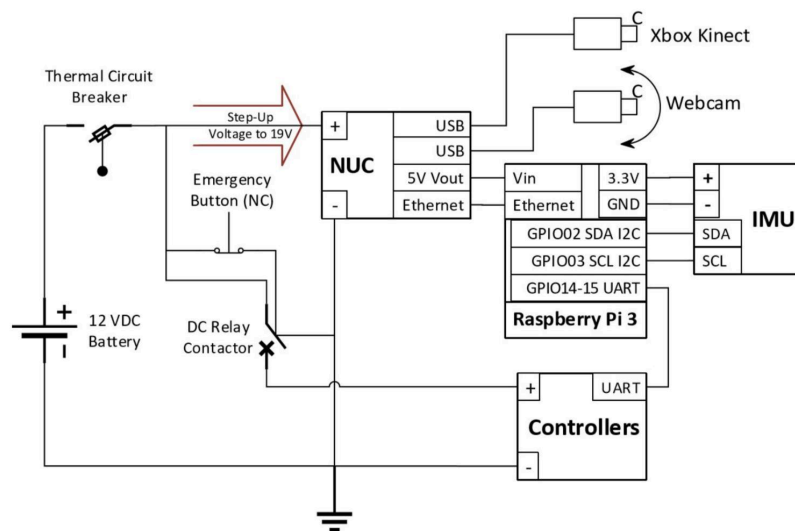 C
Xbox Kinect
Thermal Circuit
Breaker
Step-Up
Voltage to 19V
C
Webcam
+
USB
USB
NUC
5V Vout
Vin
3.3V
+
-
Ethernet
Ethernet
GND
-
IMU
Emergency
Button (NC)
GPIO02 SDA I2C
SDA
GPIO03 SCL I2C
SCL
GPIO14-15 UART
Raspberry Pi 3
+
12 VDC
Battery
-
DC Relay
Contactor
+
UART
Controllers
-